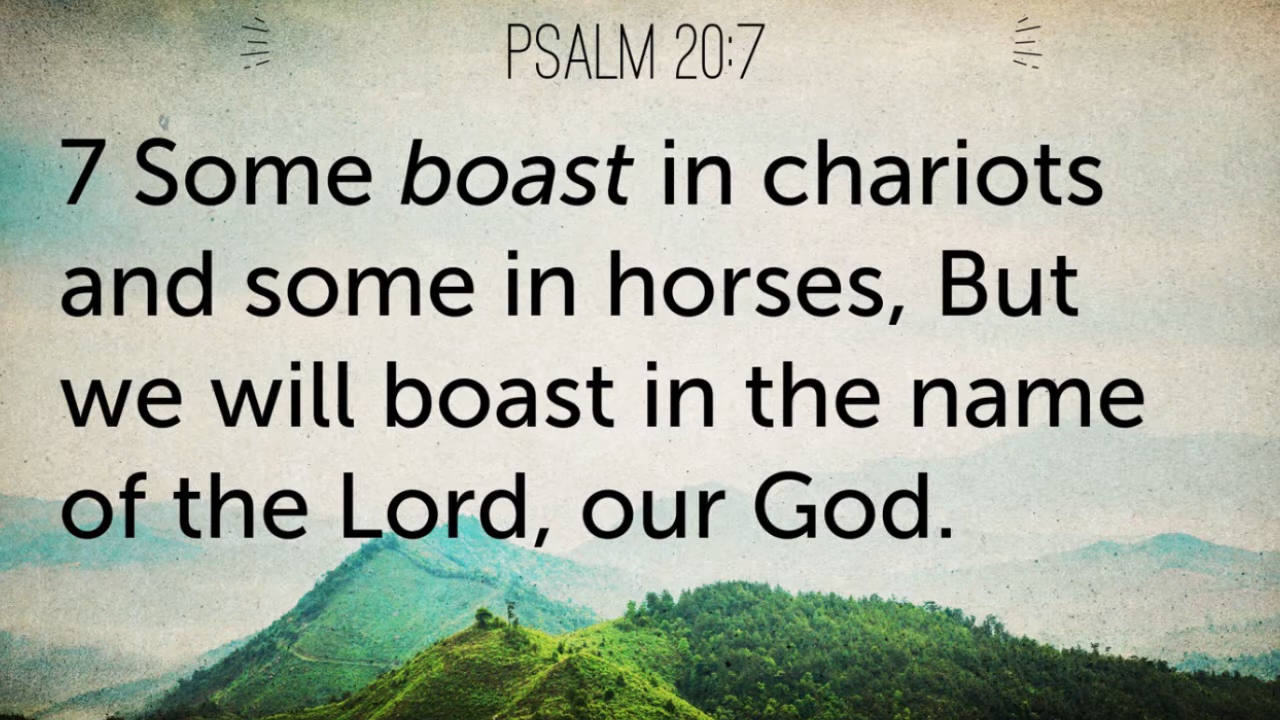 PSALM 20:7
7 Some boast in chariots
and some in horses, But
we will boast in the name
of the Lord, our God.